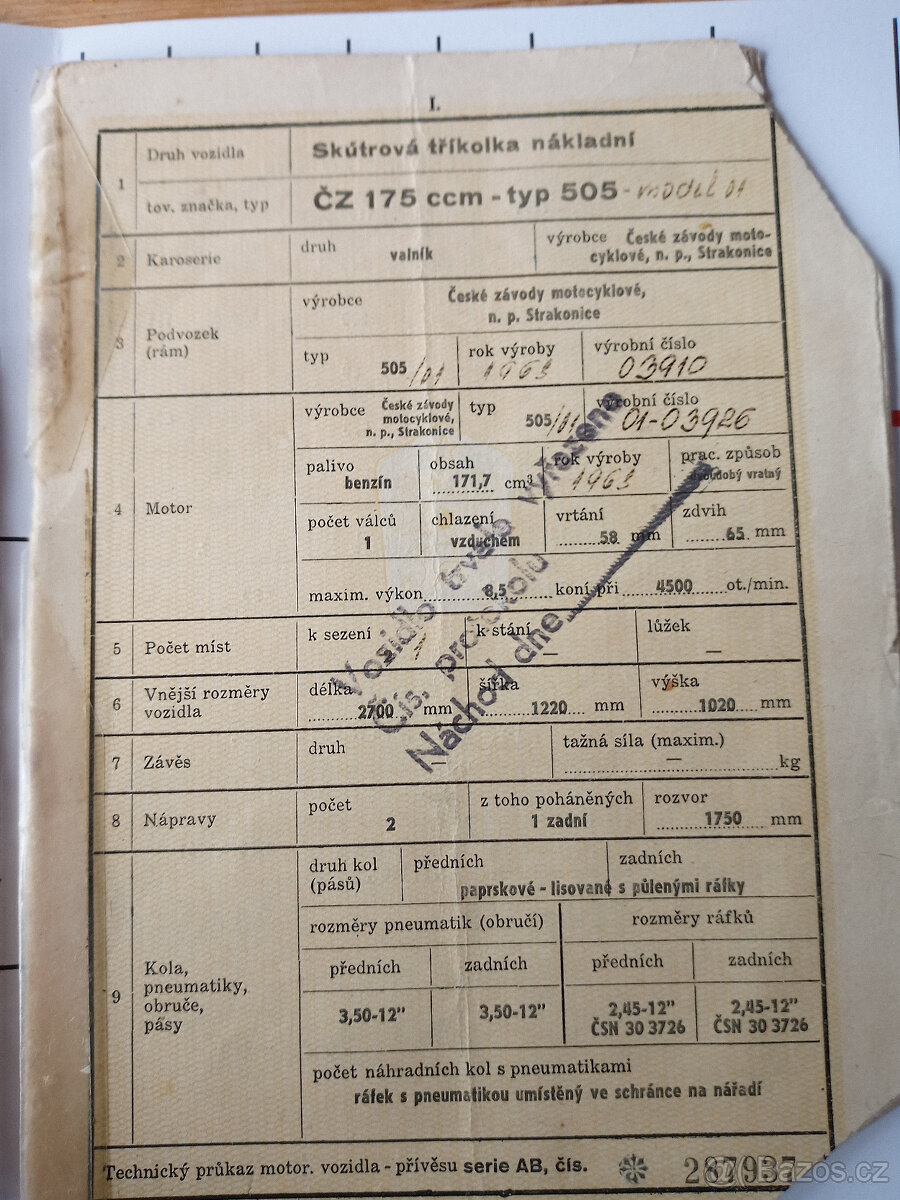 I.
1 Druh vozidla Skútrová tříkolka nákladní
tov. značka, typ ČZ 175 ccm - typ 505 - model 01
2 Karoserie druh valník výrobce České závody moto-
cyklové, n. p., Strakonice
3 Podvozek
(rám)
výrobce České závody motocyklové,
n. p. Strakonice
typ 505/01 rok výroby 1963 výrobní číslo 03910
4 Motor
výrobce České závody
motocyklové,
n. p., Strakonice
typ 505/01 výrobní číslo 01-03926
palivo benzín obsah 171,7 cm³ rok výroby 1963 prac. způsob dvoudobý vratný
počet válců 1 chlazení vzduchem vrtání 58 mm zdvih 65 mm
maxim. výkon 8,5 koní při 4500 ot./min.
5 Počet míst k sezení 1 k stání — lůžek —
6 Vnější rozměry
vozidla
délka 2700 mm šířka 1220 mm výška 1020 mm
7 Závěs druh — tažná síla (maxim.) — kg
8 Nápravy počet 2 z toho poháněných 1 zadní rozvor 1750 mm
9 Kola,
pneumatiky,
obruče,
pásy
druh kol
(pásů)
předních zadních
paprskové - lisované s půlenými ráfky
rozměry pneumatik (obručí) rozměry ráfků
předních zadních předních zadních
3,50-12” 3,50-12” 2,45-12” 2,45-12”
ČSN 30 3726 ČSN 30 3726
počet náhradních kol s pneumatikami
ráfek s pneumatikou umístěný ve schránce na nářadí
Vozidlo trvale vyřazeno
Čís. protokolu
Náchod dne
Technický průkaz motor. vozidla - přívěsu serie AB, čís. 287937
Bazos.cz